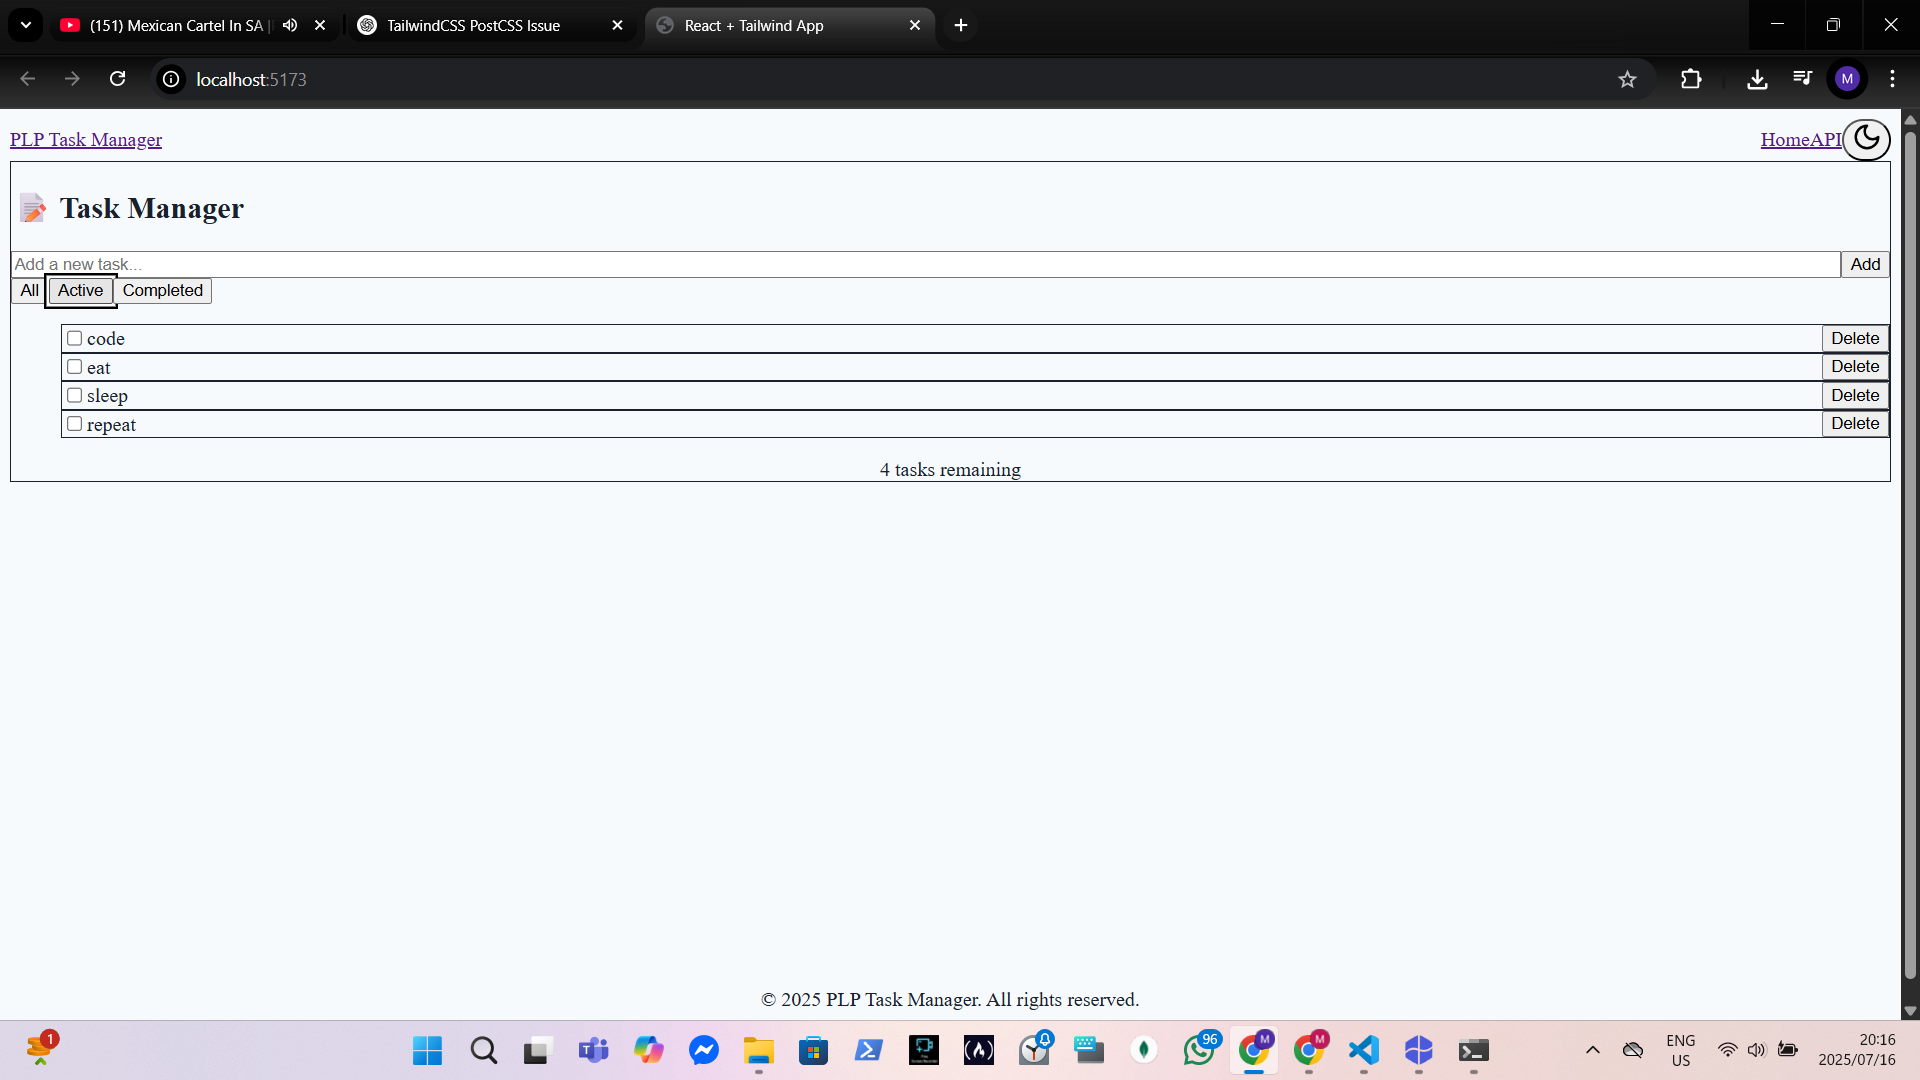 (151) Mexican Cartel In SA |
TailwindCSS PostCSS Issue
React + Tailwind App
localhost:5173
M
PLP Task Manager
HomeAPI
Task Manager
Add a new task...
Add
All
Active
Completed
code
Delete
eat
Delete
sleep
Delete
repeat
Delete
4 tasks remaining
© 2025 PLP Task Manager. All rights reserved.
1
96
M
M
ENG
US
20:16
2025/07/16